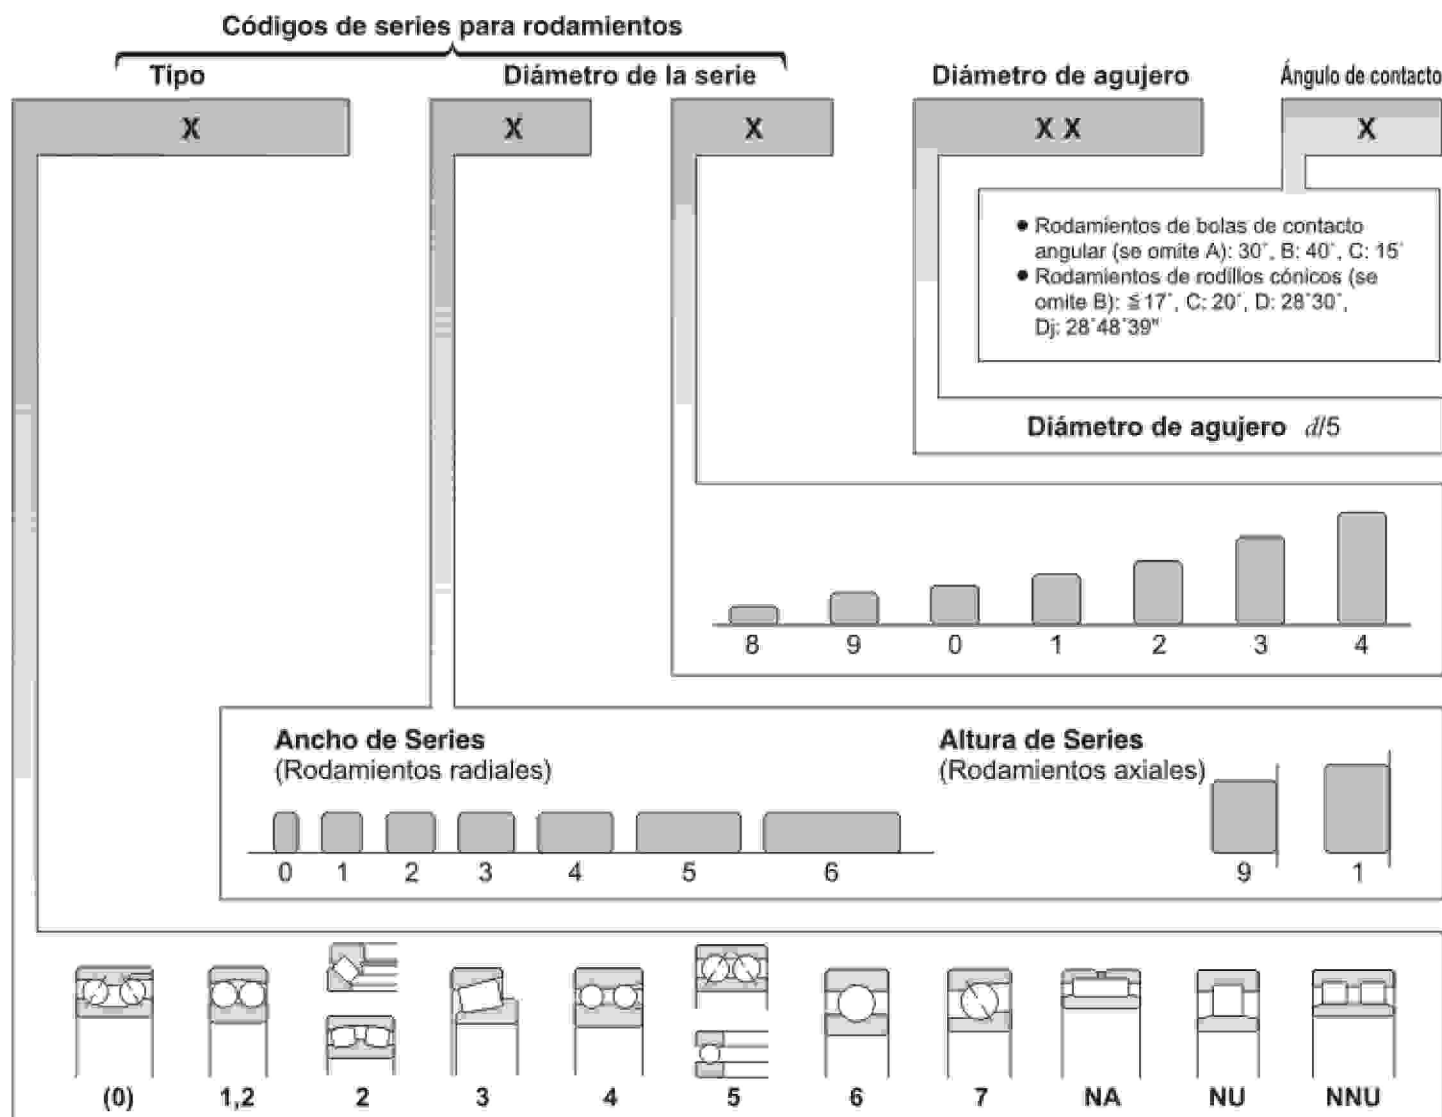 Códigos de series para rodamientos
Tipo
Diámetro de la serie
Diámetro de agujero
Ángulo de contacto
X
X
X
X X
X
● Rodamientos de bolas de contacto
angular (se omite A): 30˚, B: 40˚, C: 15˚
● Rodamientos de rodillos cónicos (se
omite B): ≦17˚, C: 20˚, D: 28˚30˚,
Dj: 28˚48˚39"
Diámetro de agujero d/5
8 9 0 1 2 3 4
Ancho de Series
(Rodamientos radiales)
Altura de Series
(Rodamientos axiales)
0 1 2 3 4 5 6
9 1
(0) 1,2 2 3 4 5 6 7 NA NU NNU